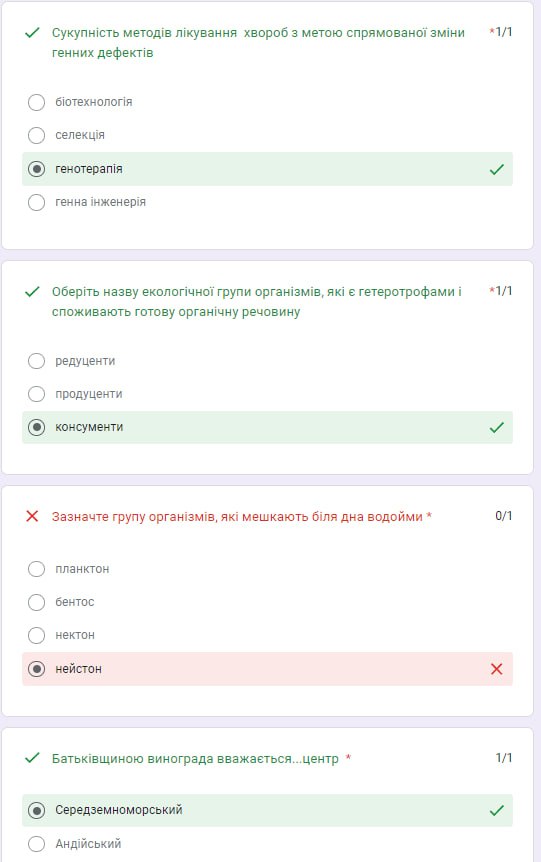 Сукупність методів лікування хвороб з метою спрямованої зміни *1/1
генних дефектів
біотехнологія
селекція
генотерапія
генна інженерія
Оберіть назву екологічної групи організмів, які є гетеротрофами і *1/1
споживають готову органічну речовину
редуценти
продуценти
консументи
Зазначте групу організмів, які мешкають біля дна водойми * 0/1
планктон
бентос
нектон
нейстон
Батьківщиною винограда вважається...центр * 1/1
Середземноморський
Андійський